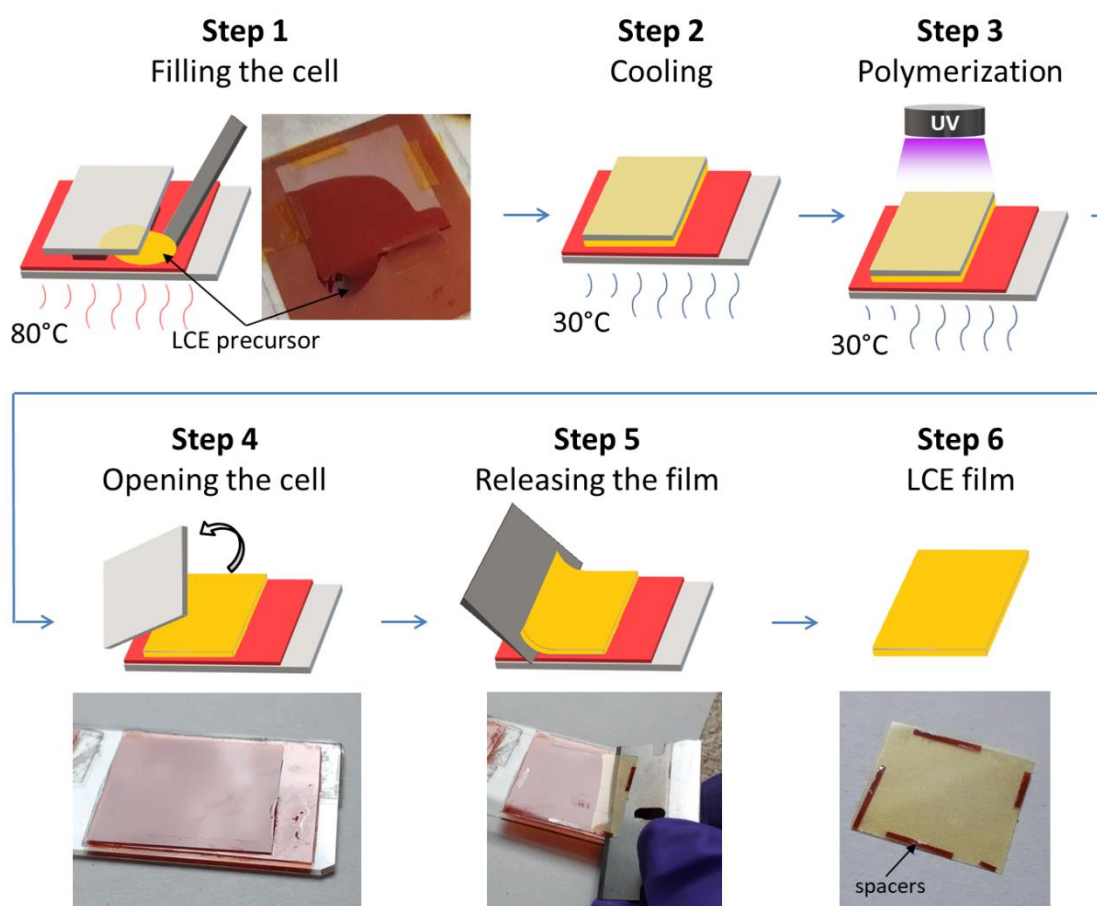 Step 1
Filling the cell
80°C
LCE precursor
Step 2
Cooling
30°C
Step 3
Polymerization
UV
30°C
Step 4
Opening the cell
Step 5
Releasing the film
Step 6
LCE film
spacers